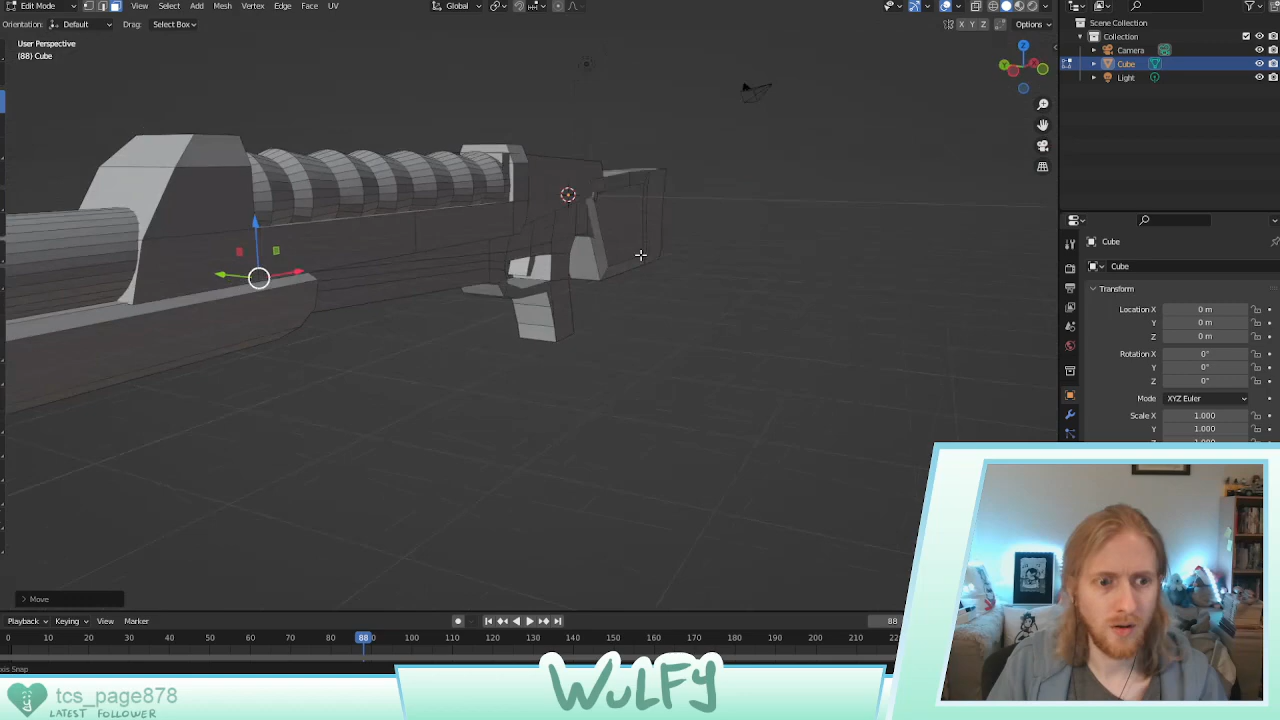 Edit Mode View Select Add Mesh Vertex Edge Face UV Global
Orientation: Default Drag: Select Box X Y Z Options
User Perspective
(88) Cube
Z
Y
X
Scene Collection
Collection
Camera
Cube
Light
Cube
Cube
Transform
Location X 0 m
Y 0 m
Z 0 m
Rotation X 0°
Y 0°
Z 0°
Mode XYZ Euler
Scale X 1.000
Y 1.000
Move
Playback Keying View Marker 88
0 10 20 30 40 50 60 70 80 88 100 110 120 130 140 150 160 170 180 190 200 210
axis Snap
WULFY
tcs_page878
LATEST FOLLOWER